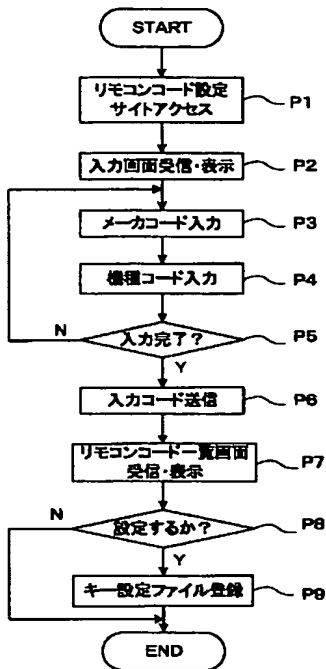 START
リモコンコード設定
サイトアクセス
P1
入力画面受信・表示
P2
メーカコード入力
P3
機種コード入力
P4
N
入力完了?
P5
Y
入力コード送信
P6
リモコンコード一覧画面
受信・表示
P7
N
設定するか?
P8
Y
キー設定ファイル登録
P9
END